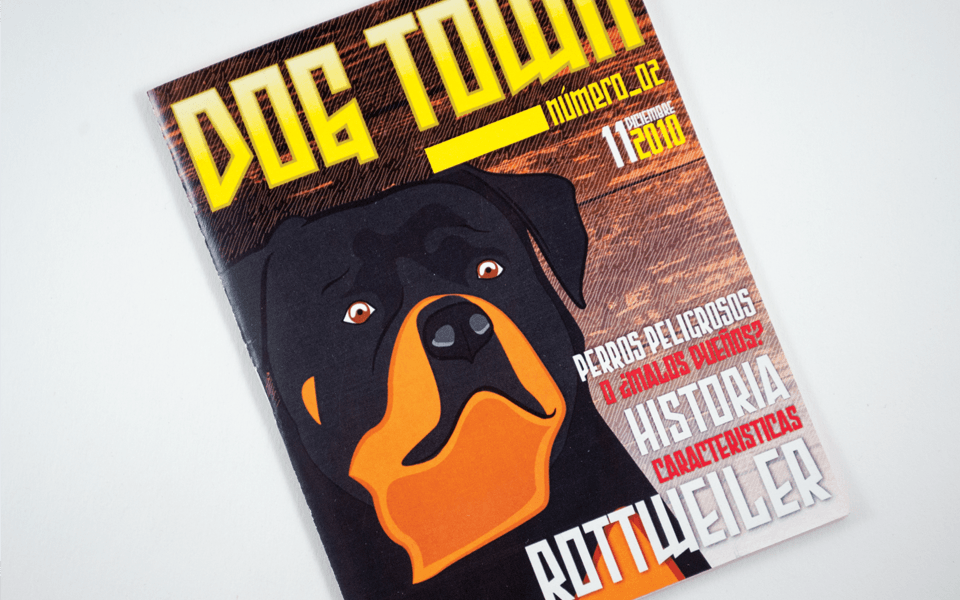 DOG TOWN
número_02
11 DICIEMBRE 2010
PERROS PELIGROSOS
O ¿MALOS DUEÑOS?
HISTORIA
CARACTERISTICAS
ROTTWEILER